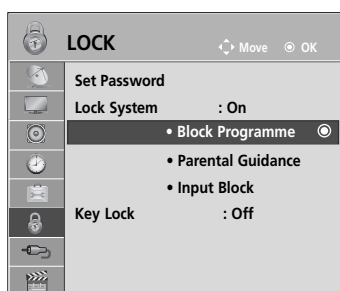 LOCK Move OK
Set Password
Lock System : On
• Block Programme
• Parental Guidance
• Input Block
Key Lock : Off